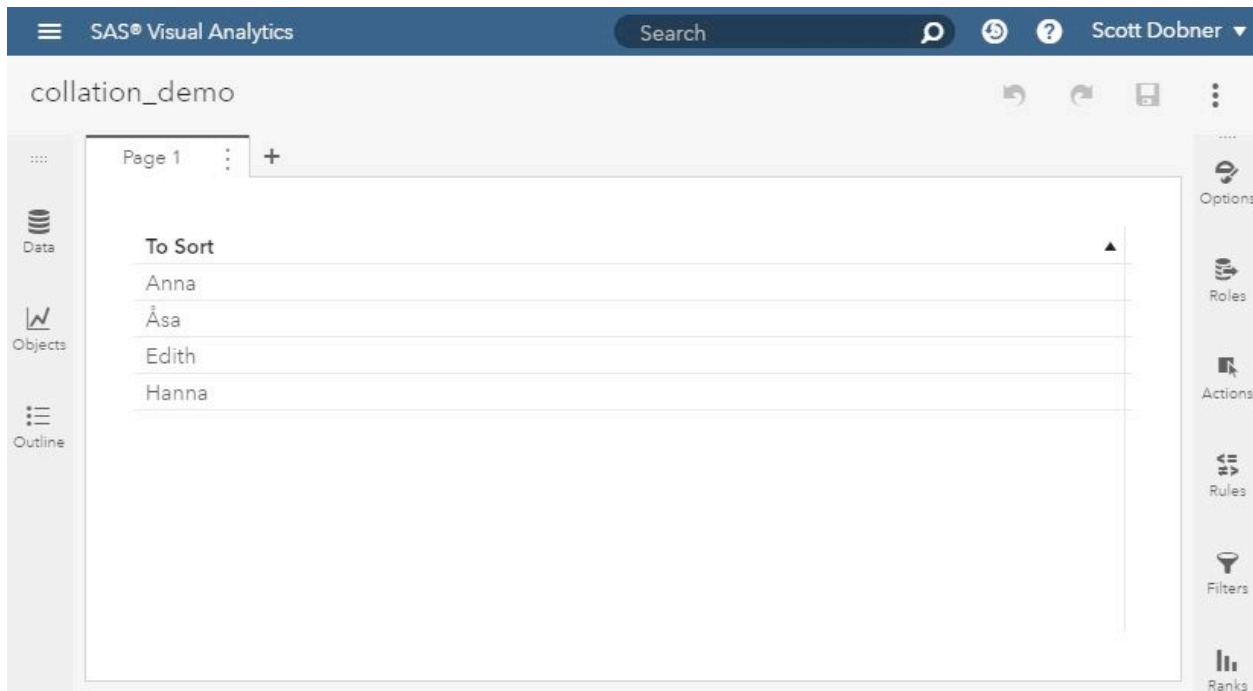 SAS® Visual Analytics
Search
Scott Dobner
collation_demo
Page 1
To Sort
Anna
Åsa
Edith
Hanna
Data
Objects
Outline
Options
Roles
Actions
Rules
Filters
Ranks